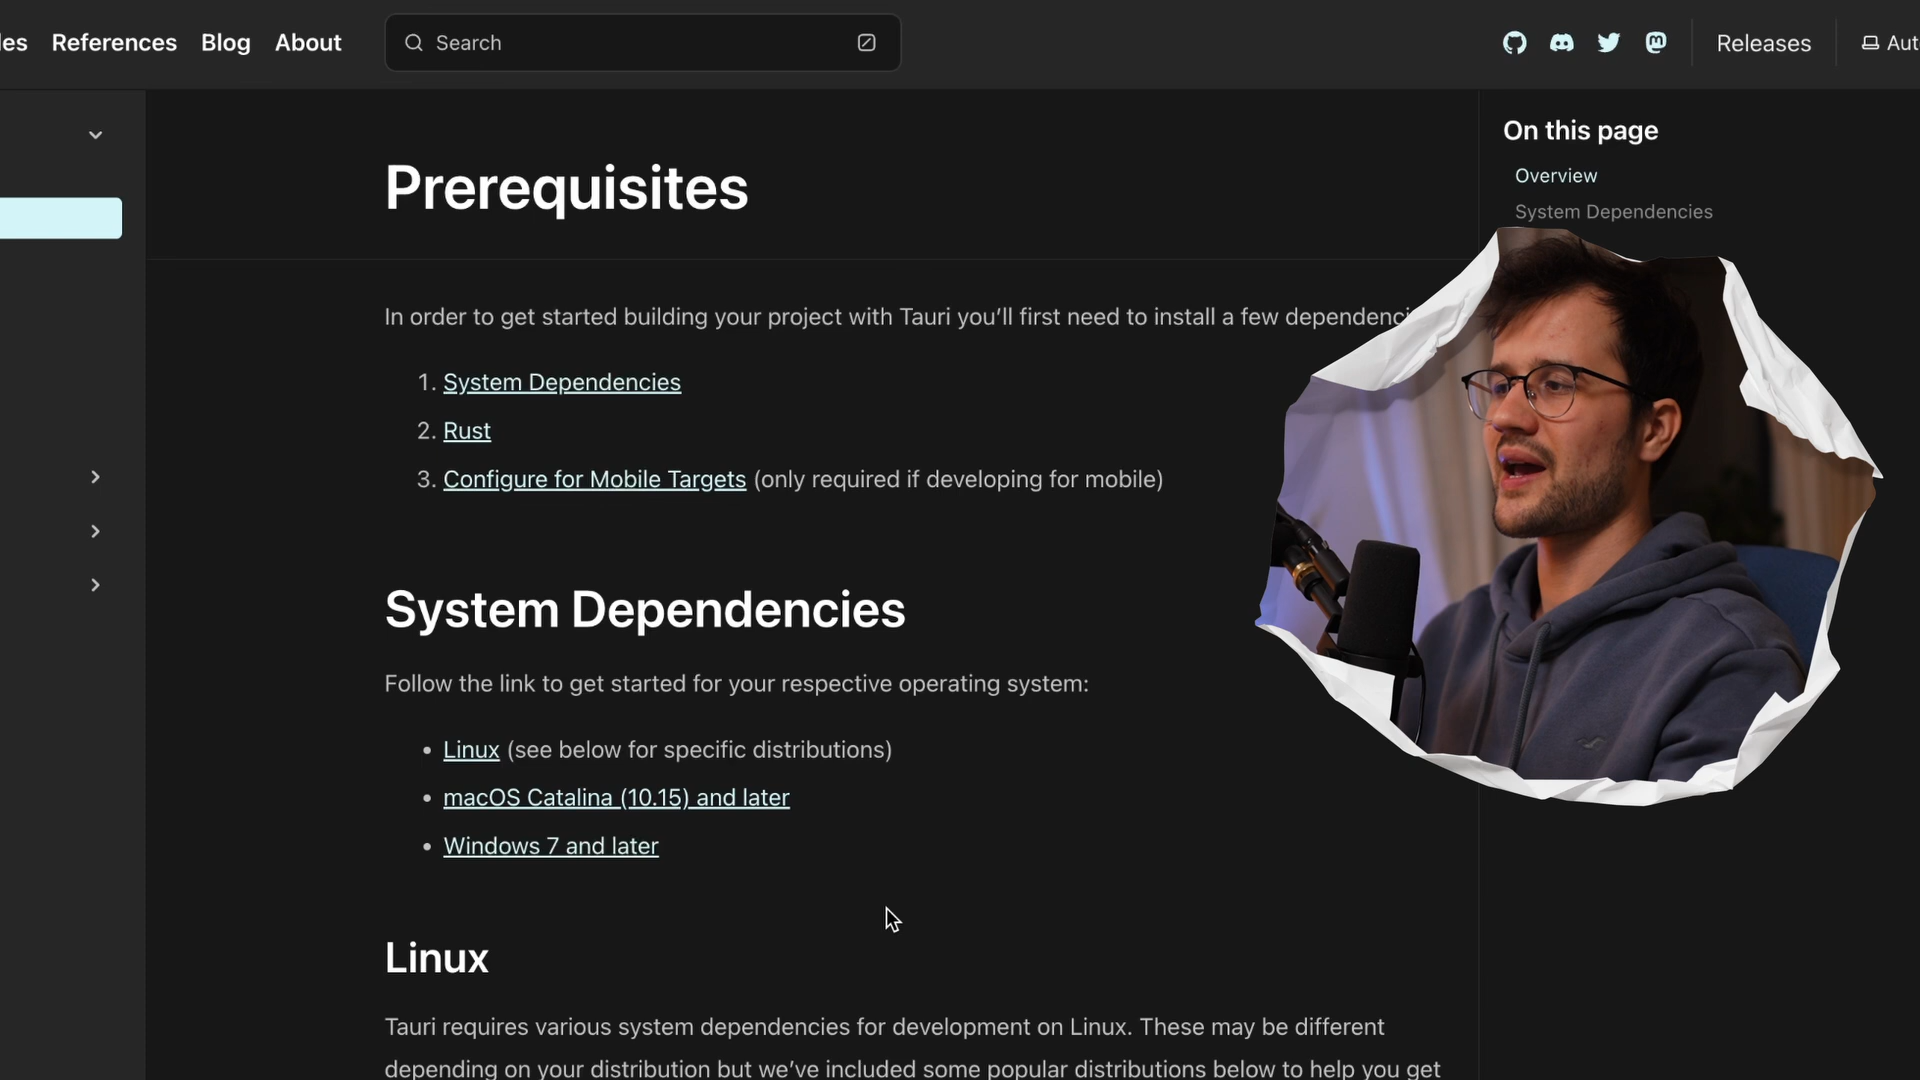 References Blog About Search Releases
On this page
Overview
System Dependencies
Prerequisites
In order to get started building your project with Tauri you’ll first need to install a few
1. System Dependencies
2. Rust
3. Configure for Mobile Targets (only required if developing for mobile)
System Dependencies
Follow the link to get started for your respective operating system:
• Linux (see below for specific distributions)
• macOS Catalina (10.15) and later
• Windows 7 and later
Linux
Tauri requires various system dependencies for development on Linux. These may be different
depending on your distribution but we’ve included some popular distributions below to help you get